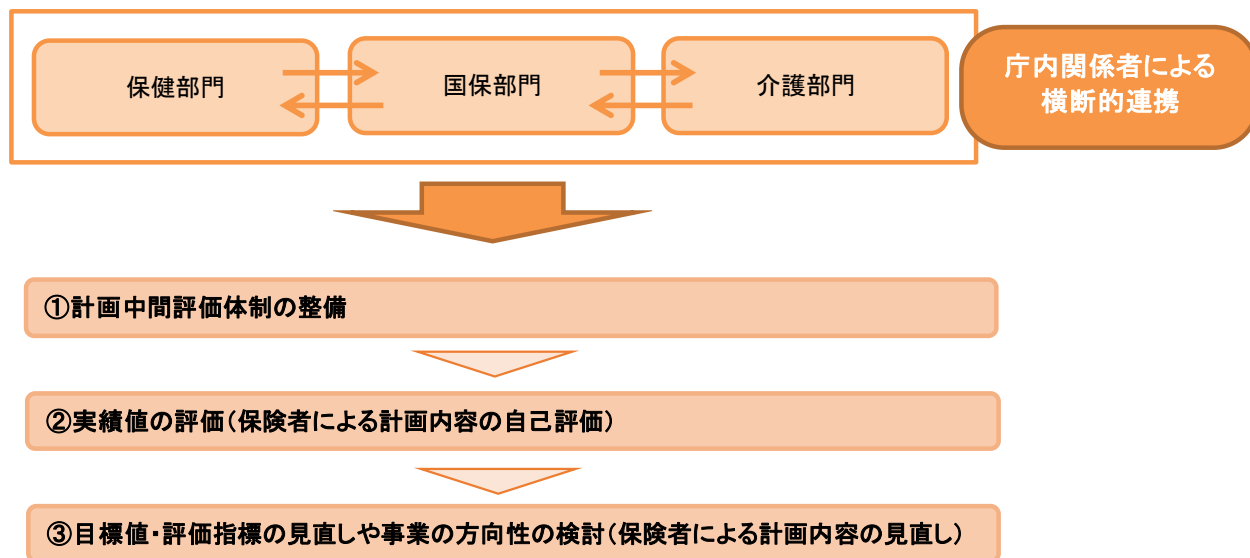 保健部門
国保部門
介護部門
庁内関係者による
横断的連携
①計画中間評価体制の整備
②実績値の評価(保険者による計画内容の自己評価)
③目標値・評価指標の見直しや事業の方向性の検討(保険者による計画内容の見直し)